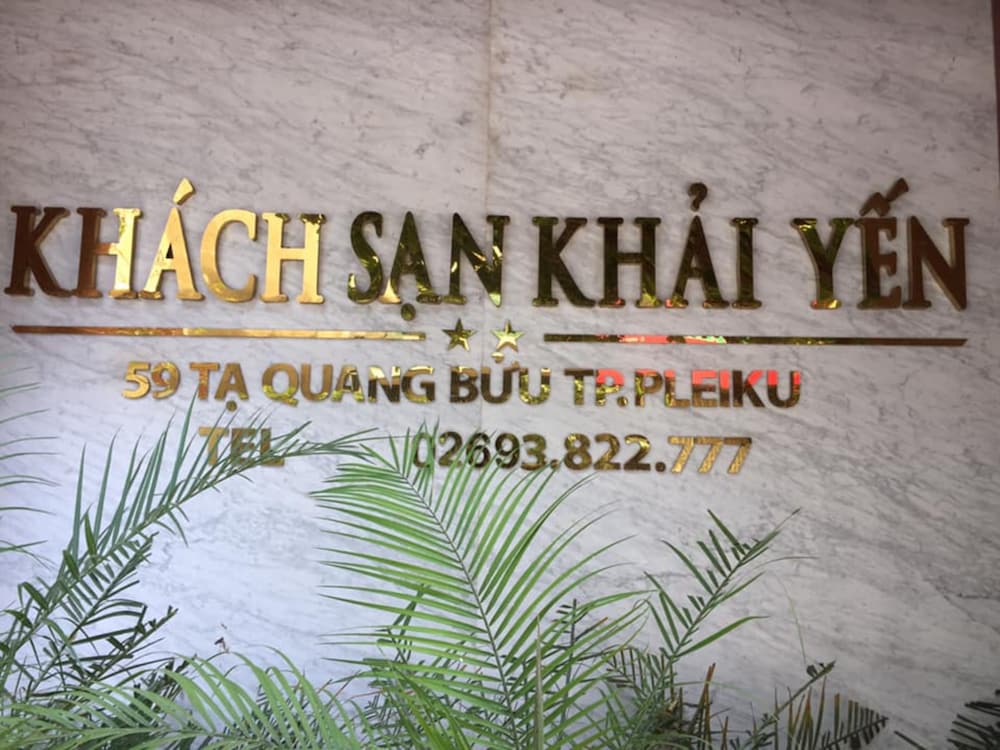 KHÁCH SẠN KHẢI YẾN
59 TẠ QUANG BỬU TP.PLEIKU
TEL 02693.822.777